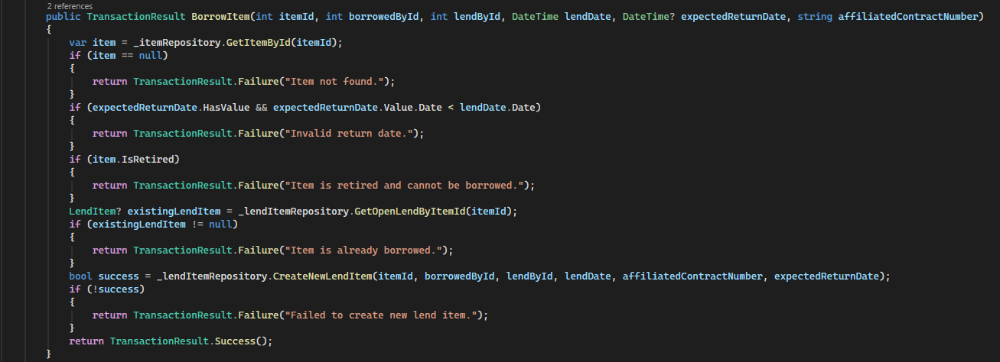 2 references
public TransactionResult BorrowItem(int itemId, int borrowedById, int lendById, DateTime lendDate, DateTime? expectedReturnDate, string affiliatedContractNumber)
{
var item = _itemRepository.GetItemById(itemId);
if (item == null)
{
return TransactionResult.Failure("Item not found.");
}
if (expectedReturnDate.HasValue && expectedReturnDate.Value.Date < lendDate.Date)
{
return TransactionResult.Failure("Invalid return date.");
}
if (item.IsRetired)
{
return TransactionResult.Failure("Item is retired and cannot be borrowed.");
}
LendItem? existingLendItem = _lendItemRepository.GetOpenLendByItemId(itemId);
if (existingLendItem != null)
{
return TransactionResult.Failure("Item is already borrowed.");
}
bool success = _lendItemRepository.CreateNewLendItem(itemId, borrowedById, lendById, lendDate, affiliatedContractNumber, expectedReturnDate);
if (!success)
{
return TransactionResult.Failure("Failed to create new lend item.");
}
return TransactionResult.Success();
}